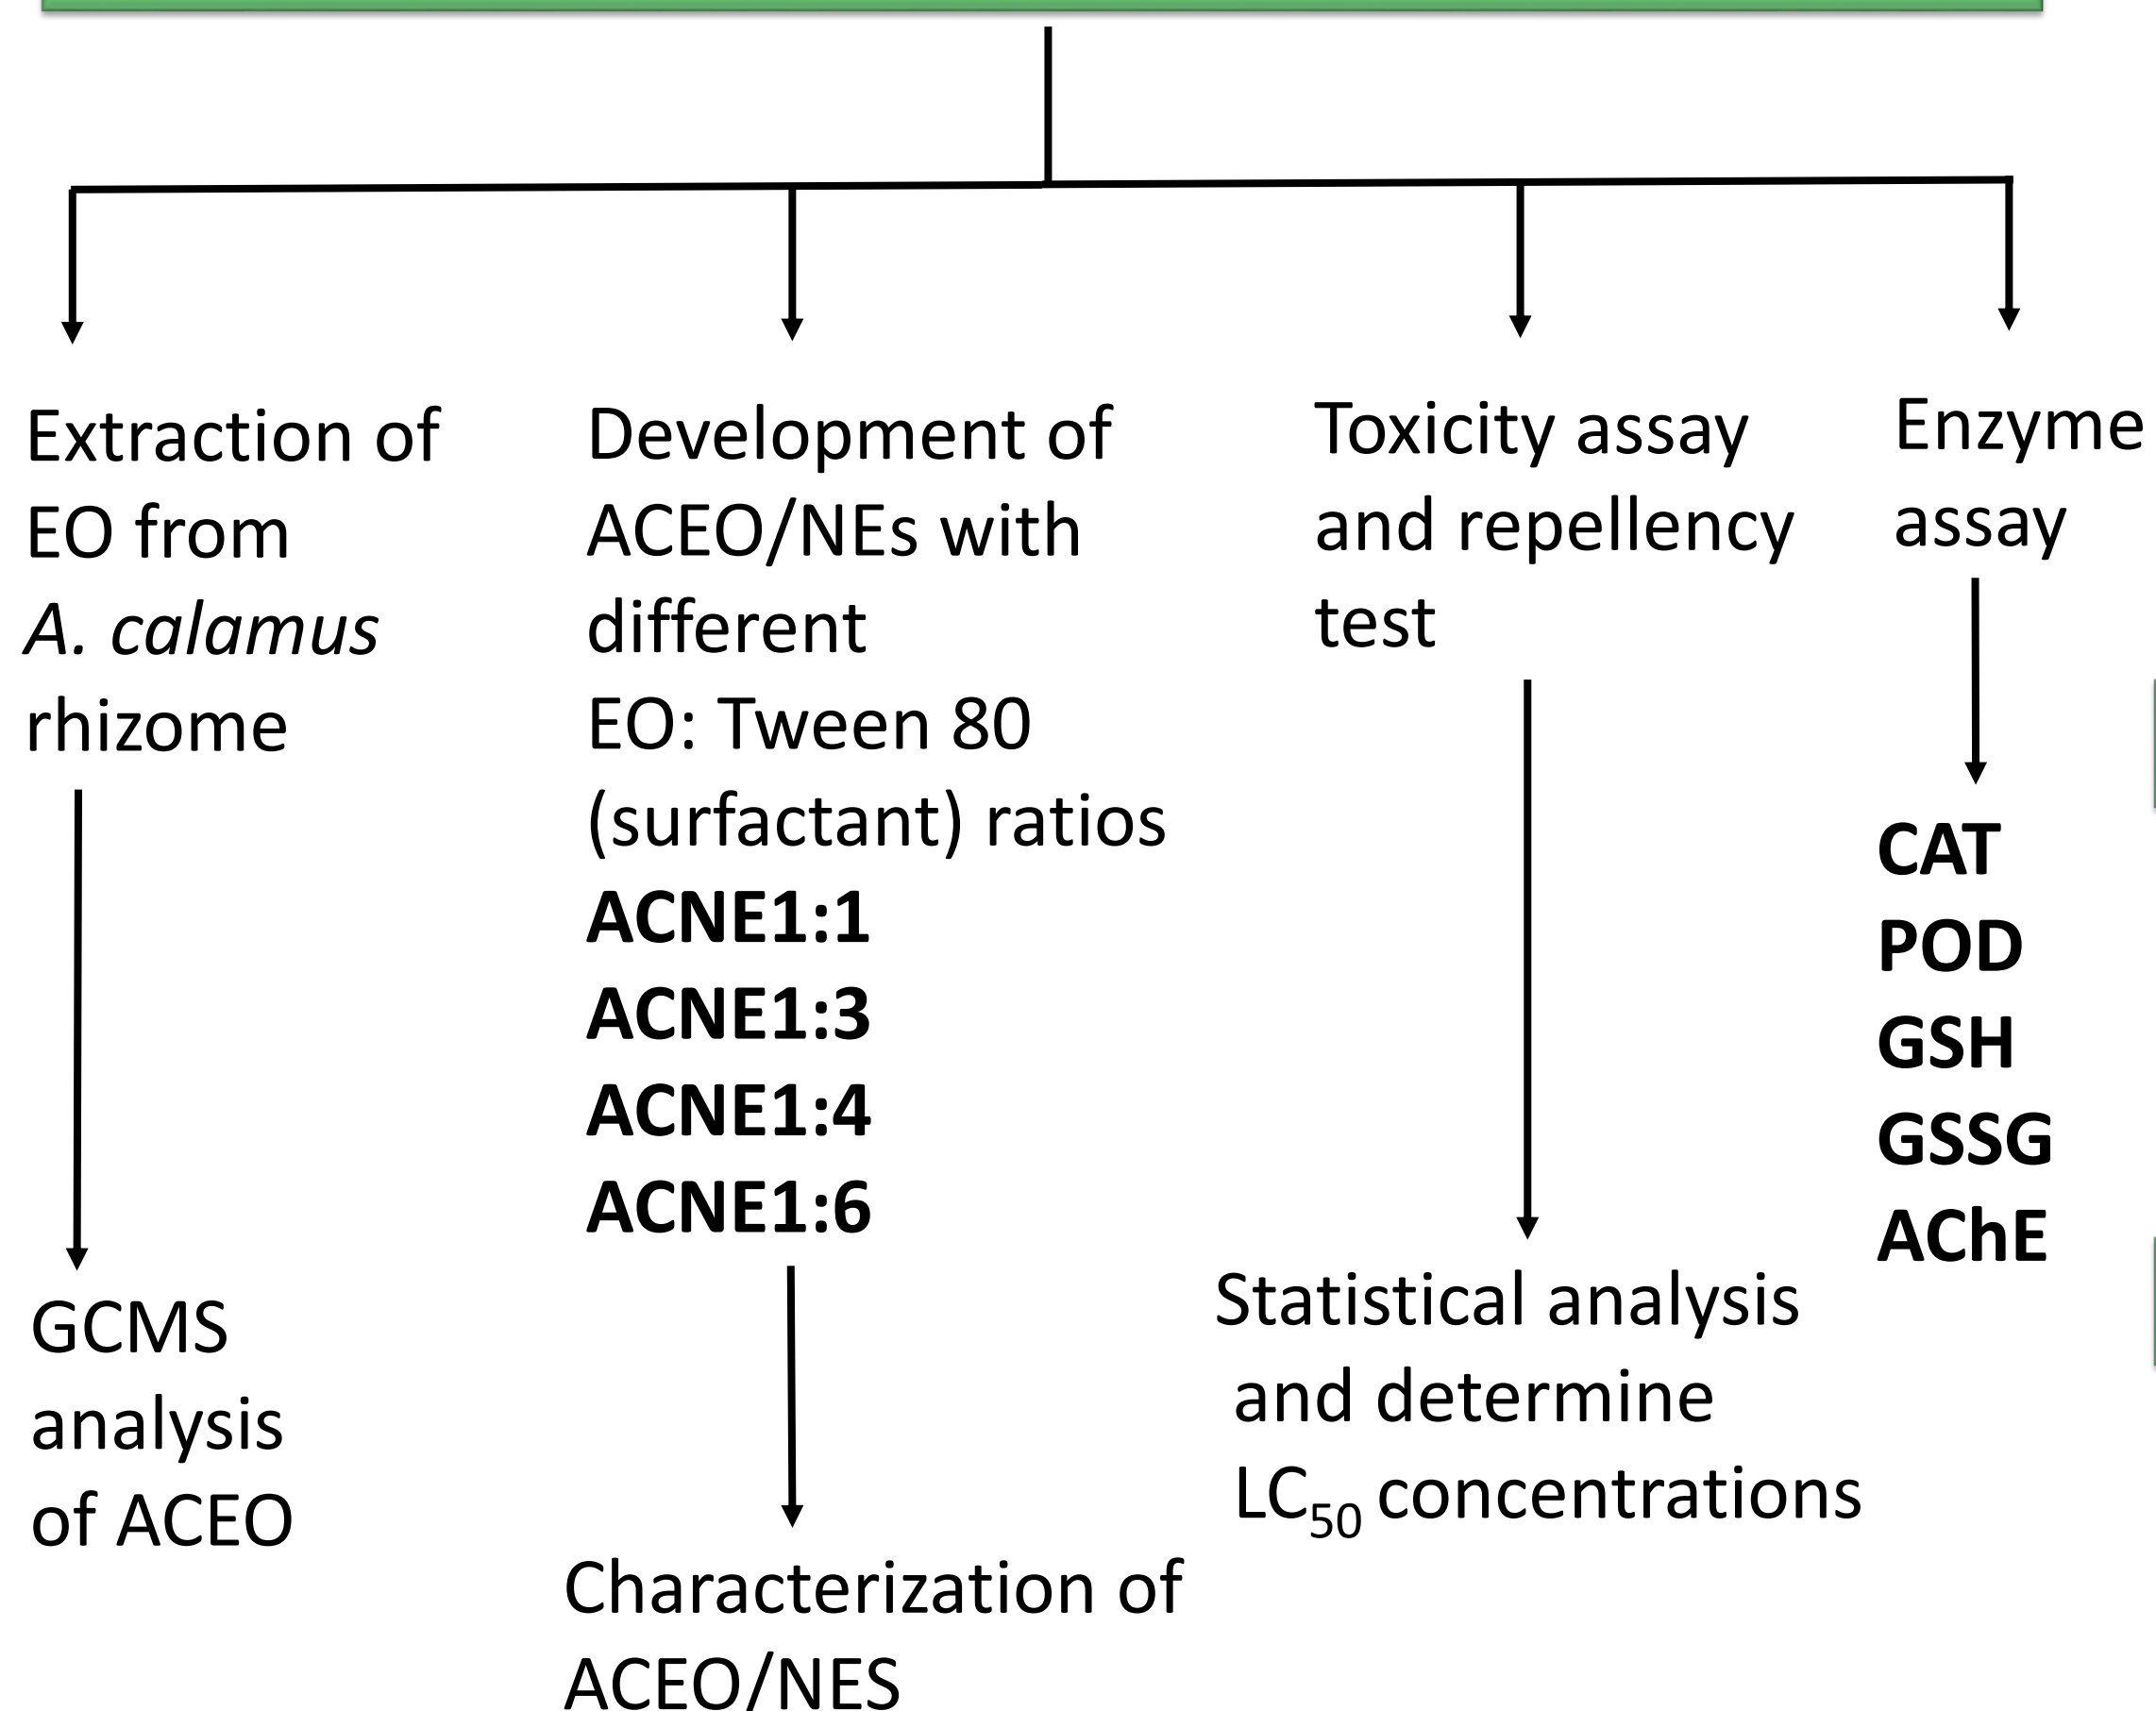 Extraction of
EO from
A. calamus
rhizome
GCMS
analysis
of ACEO
Development of
ACEO/NEs with
different
EO: Tween 80
(surfactant) ratios
ACNE1:1
ACNE1:3
ACNE1:4
ACNE1:6
Characterization of
ACEO/NES
Toxicity assay
and repellency
test
Statistical analysis
and determine
LC50 concentrations
Enzyme
assay
CAT
POD
GSH
GSSG
AChE